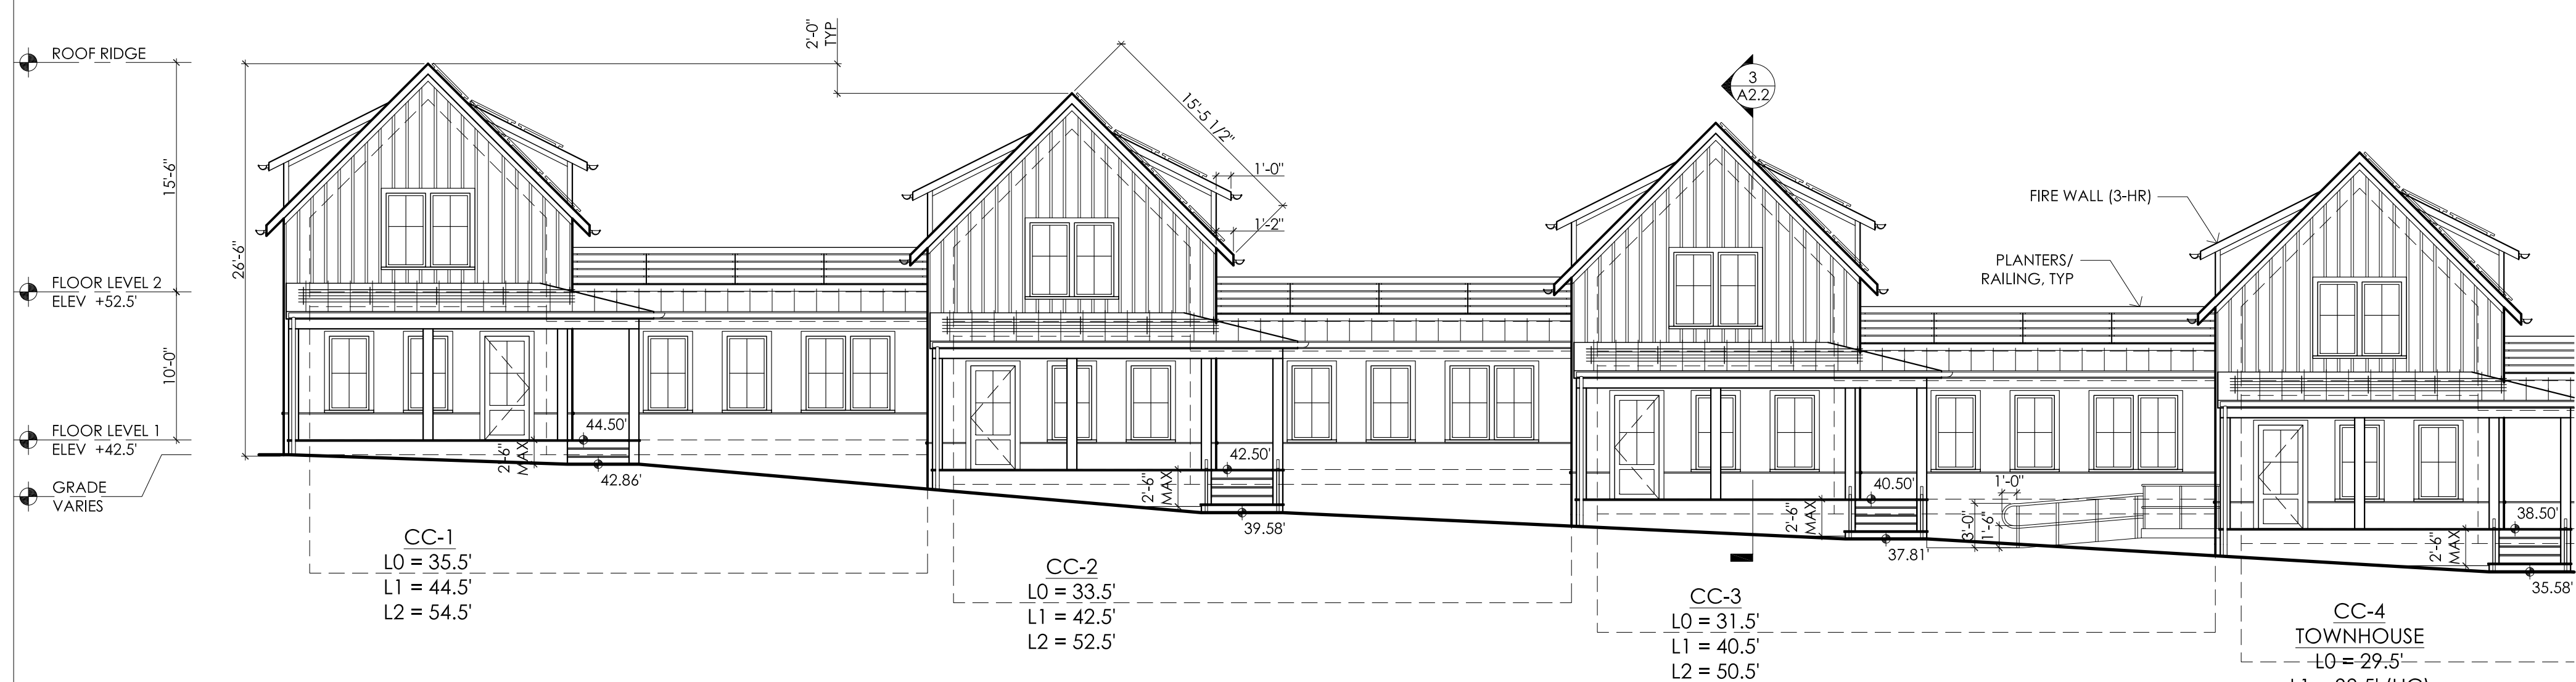 ROOF RIDGE
15'-6"
FLOOR LEVEL 2
ELEV +52.5'
10'-0"
FLOOR LEVEL 1
ELEV +42.5'
GRADE
VARIES
26'-6"
2'-6"
MAX
44.50'
42.86'
CC-1
L0 = 35.5'
L1 = 44.5'
L2 = 54.5'
2'-0"
TYP
15'-5 1/2"
1'-0"
1'-2"
2'-6"
MAX
42.50'
39.58'
CC-2
L0 = 33.5'
L1 = 42.5'
L2 = 52.5'
3
A2.2
2'-6"
MAX
40.50'
37.81'
CC-3
L0 = 31.5'
L1 = 40.5'
L2 = 50.5'
FIRE WALL (3-HR)
PLANTERS/
RAILING, TYP
1'-0"
3'-0"
1'-6"
2'-6"
MAX
38.50'
35.58'
CC-4
TOWNHOUSE
L0 = 29.5'